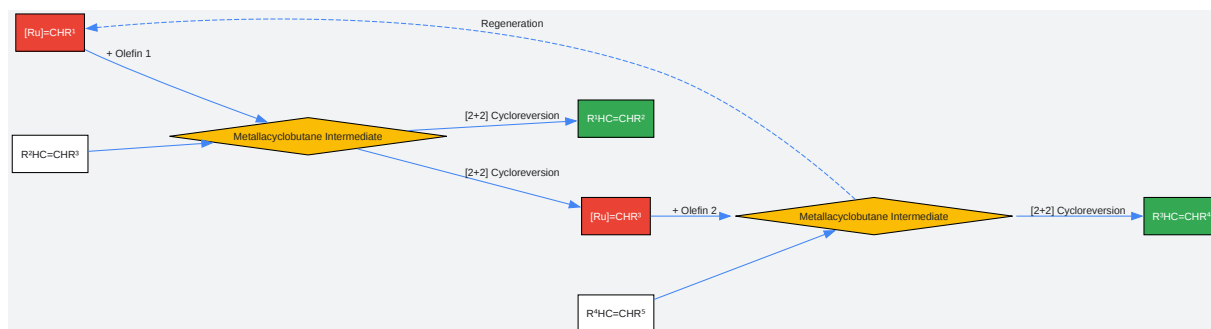 Regeneration
[Ru]=CHR¹
+ Olefin 1
[2+2] Cycloreversion
R¹HC=CHR²
Metallacyclobutane Intermediate
R²HC=CHR³
[2+2] Cycloreversion
[Ru]=CHR³
+ Olefin 2
Metallacyclobutane Intermediate
[2+2] Cycloreversion
R³HC=CHR⁴
R⁴HC=CHR⁵